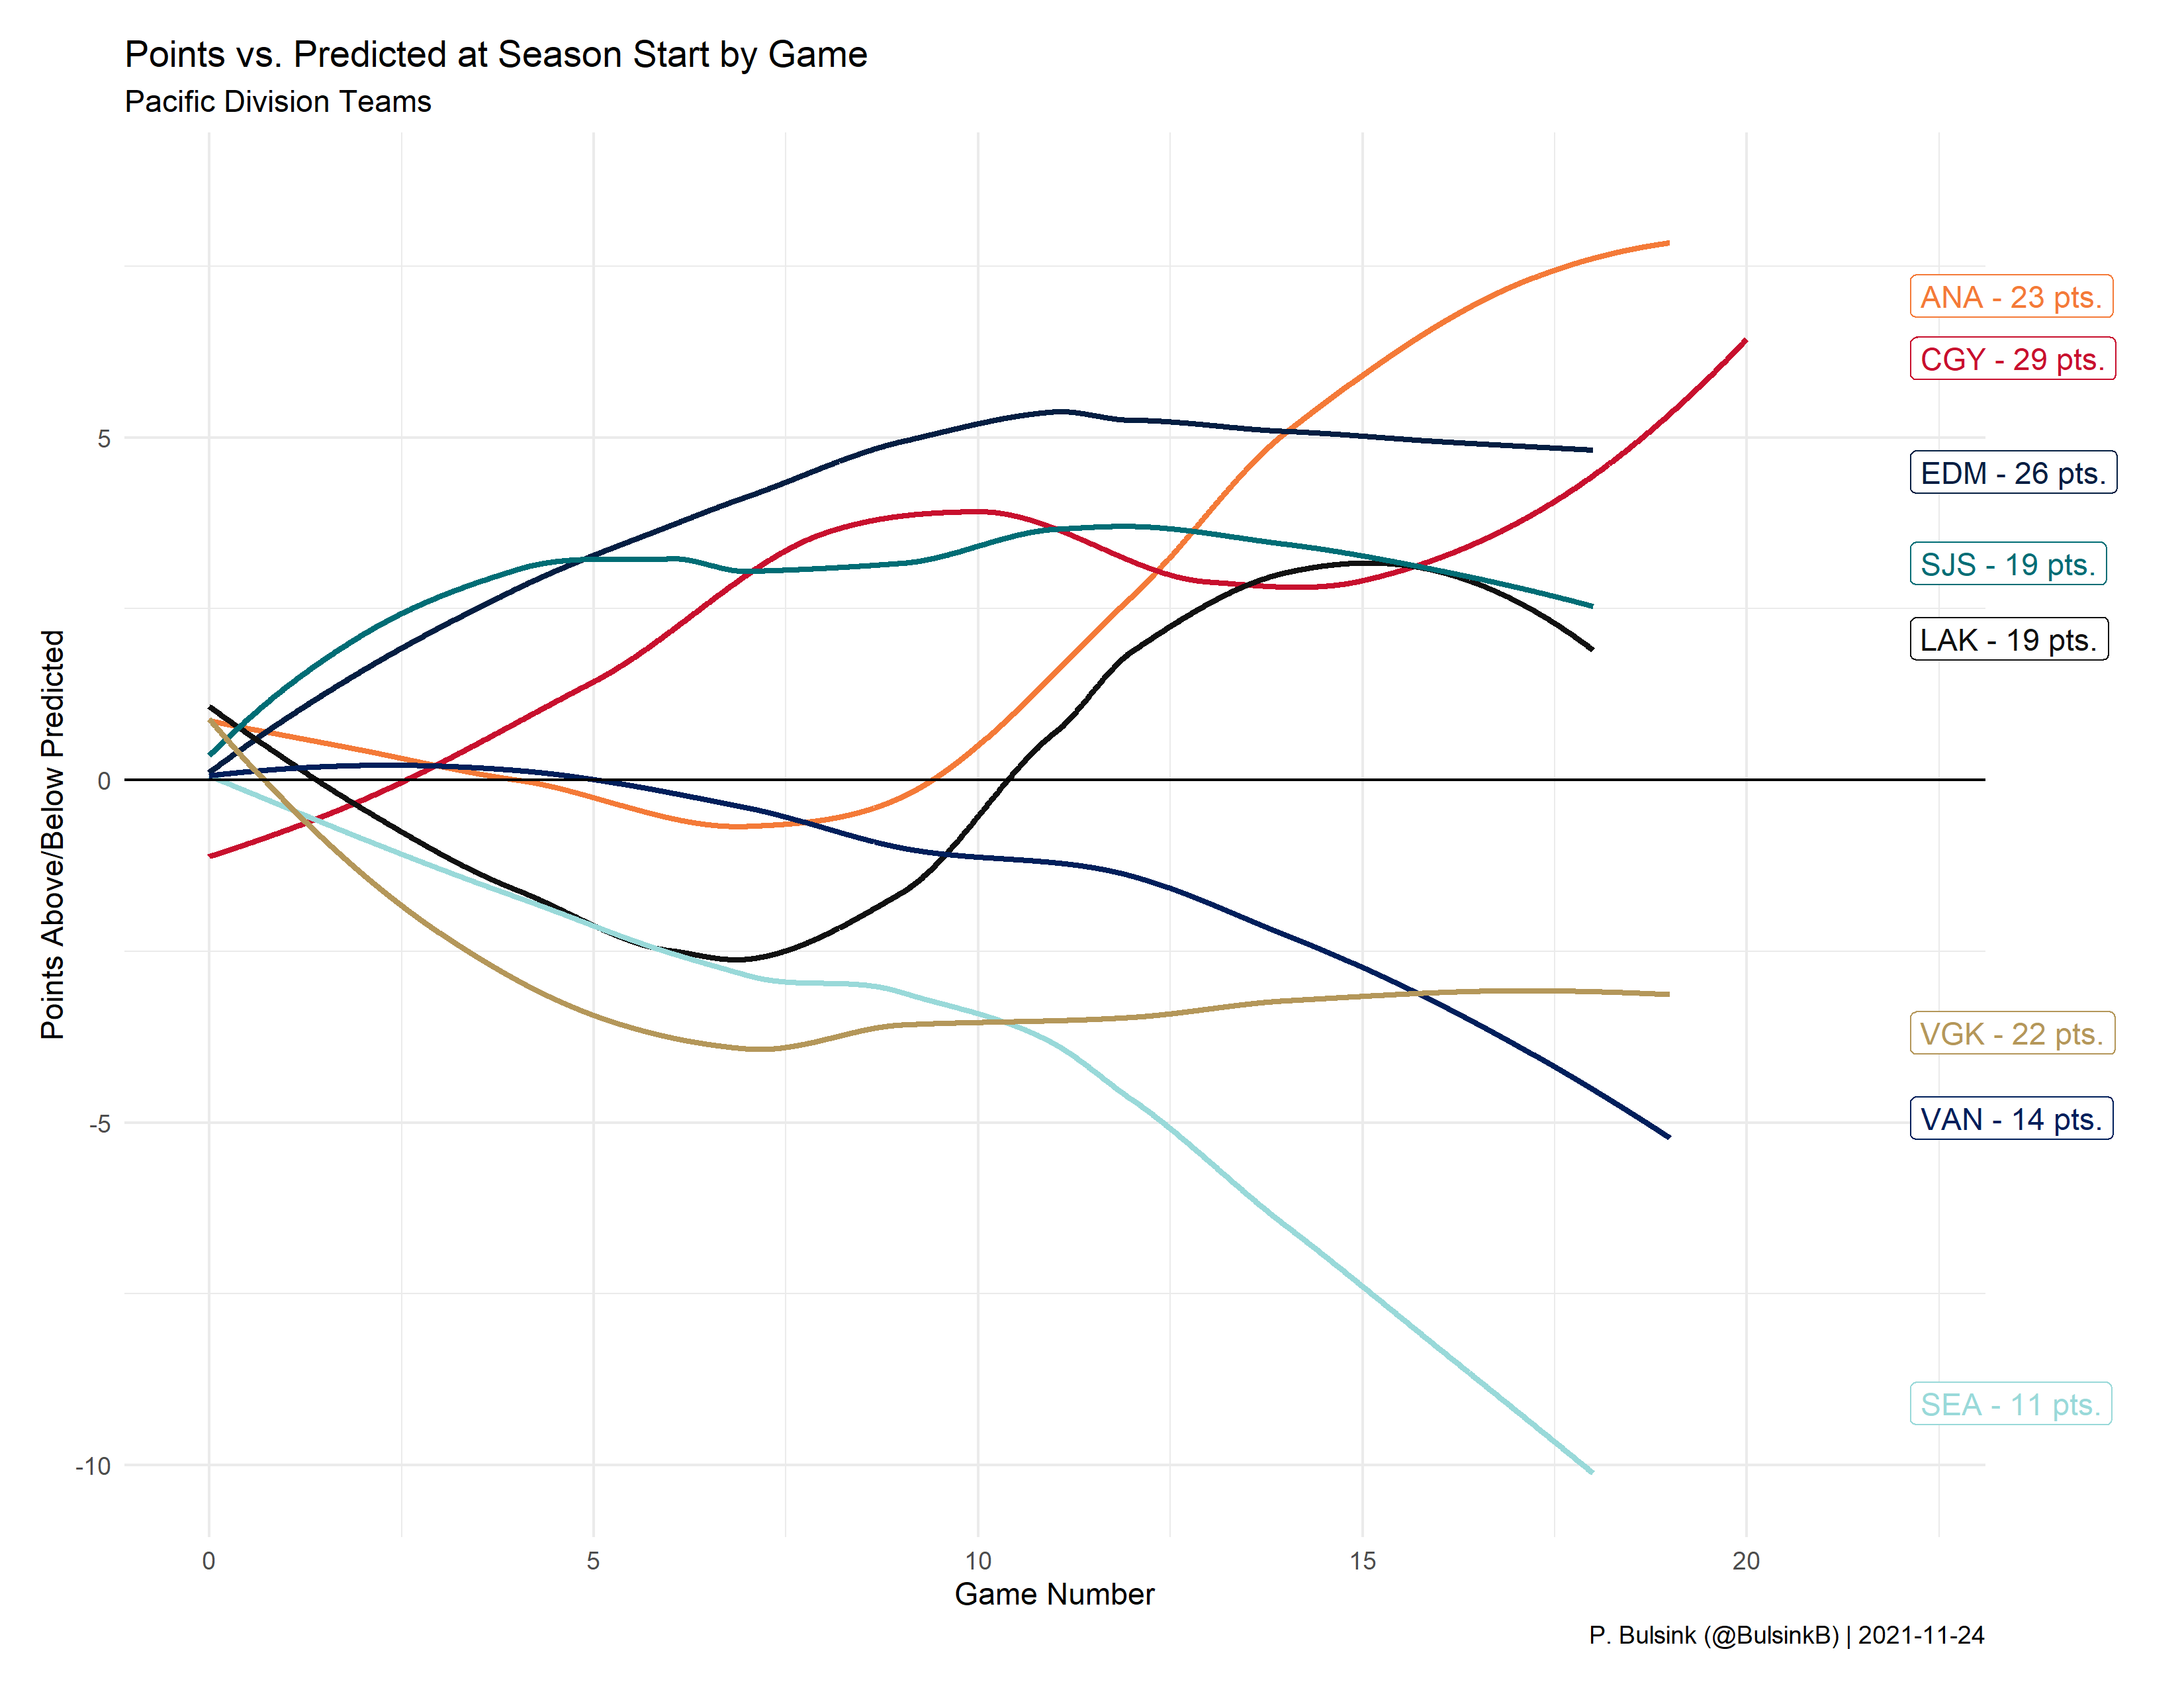 Points vs. Predicted at Season Start by Game
Pacific Division Teams
Points Above/Below Predicted
5
0
-5
-10
ANA - 23 pts.
CGY - 29 pts.
EDM - 26 pts.
SJS - 19 pts.
LAK - 19 pts.
VGK - 22 pts.
VAN - 14 pts.
SEA - 11 pts.
0 5 10 15 20
Game Number
P. Bulsink (@BulsinkB) | 2021-11-24